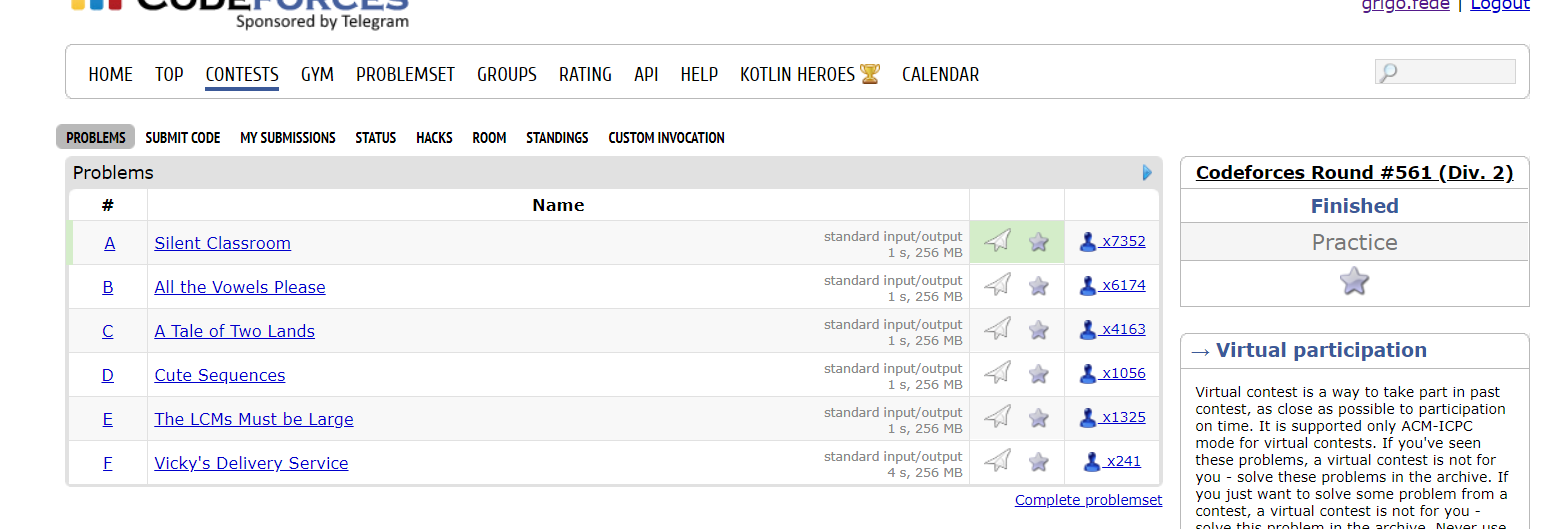 CODEFORCES
Sponsored by Telegram
grigo.fede | Logout
HOME TOP CONTESTS GYM PROBLEMSET GROUPS RATING API HELP KOTLIN HEROES CALENDAR
PROBLEMS SUBMIT CODE MY SUBMISSIONS STATUS HACKS ROOM STANDINGS CUSTOM INVOCATION
Problems
# Name
A Silent Classroom standard input/output x7352
1 s, 256 MB
B All the Vowels Please standard input/output x6174
1 s, 256 MB
C A Tale of Two Lands standard input/output x4163
1 s, 256 MB
D Cute Sequences standard input/output x1056
1 s, 256 MB
E The LCMs Must be Large standard input/output x1325
1 s, 256 MB
F Vicky's Delivery Service standard input/output x241
4 s, 256 MB
Complete problemset
Codeforces Round #561 (Div. 2)
Finished
Practice
→ Virtual participation
Virtual contest is a way to take part in past
contest, as close as possible to participation
on time. It is supported only ACM-ICPC
mode for virtual contests. If you've seen
these problems, a virtual contest is not for
you - solve these problems in the archive. If
you just want to solve some problem from a
contest, a virtual contest is not for you -
solve this problem in the archive. Never use